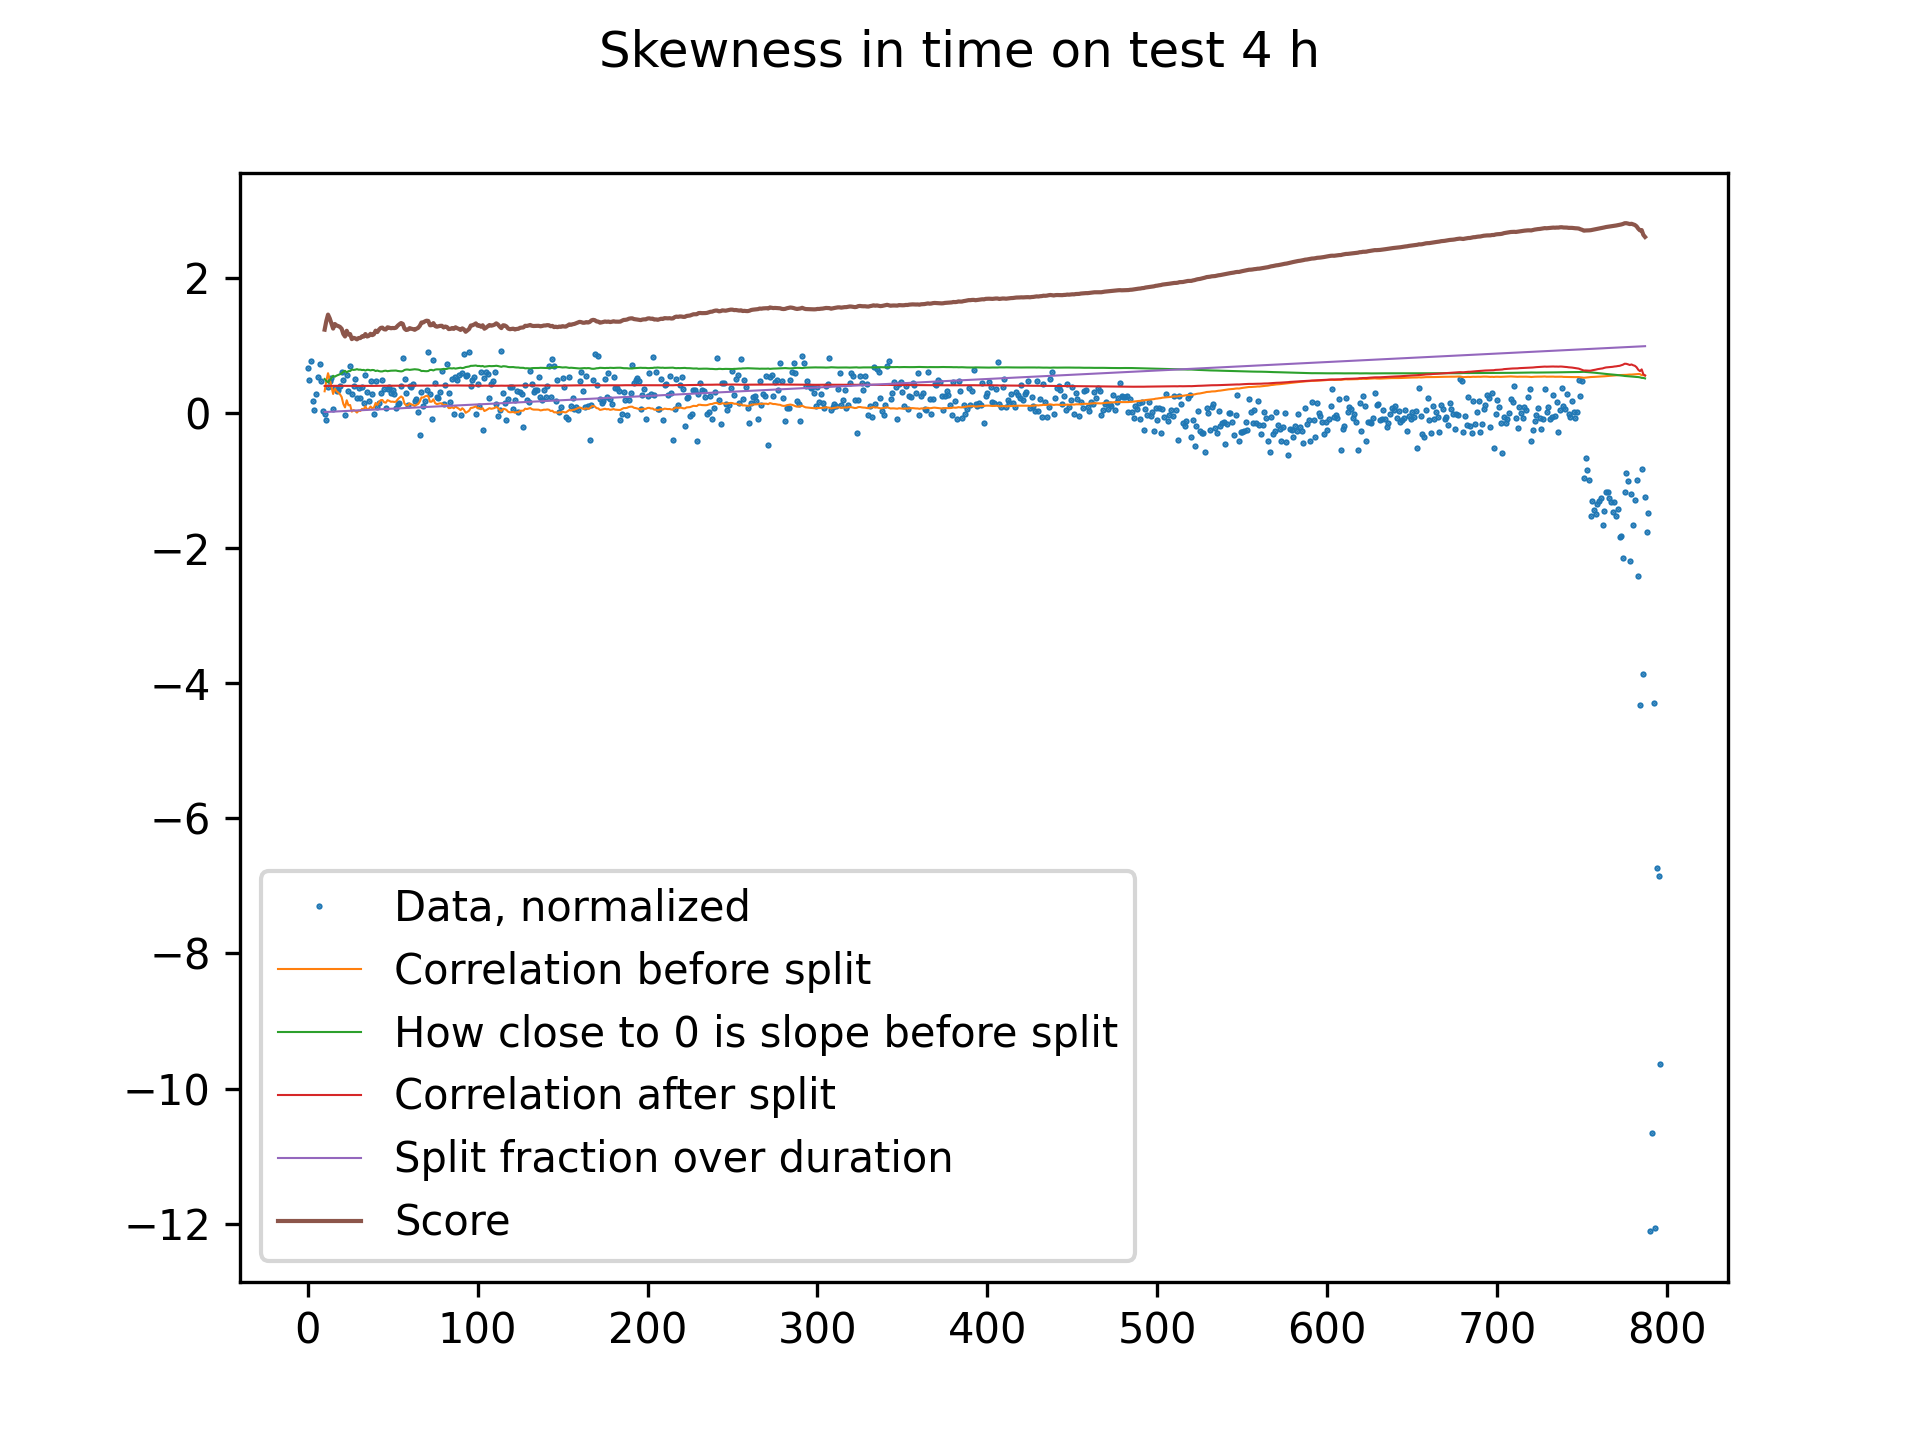 Skewness in time on test 4 h
2
0
−2
−4
−6
−8
−10
−12
Data, normalized
Correlation before split
How close to 0 is slope before split
Correlation after split
Split fraction over duration
Score
0 100 200 300 400 500 600 700 800